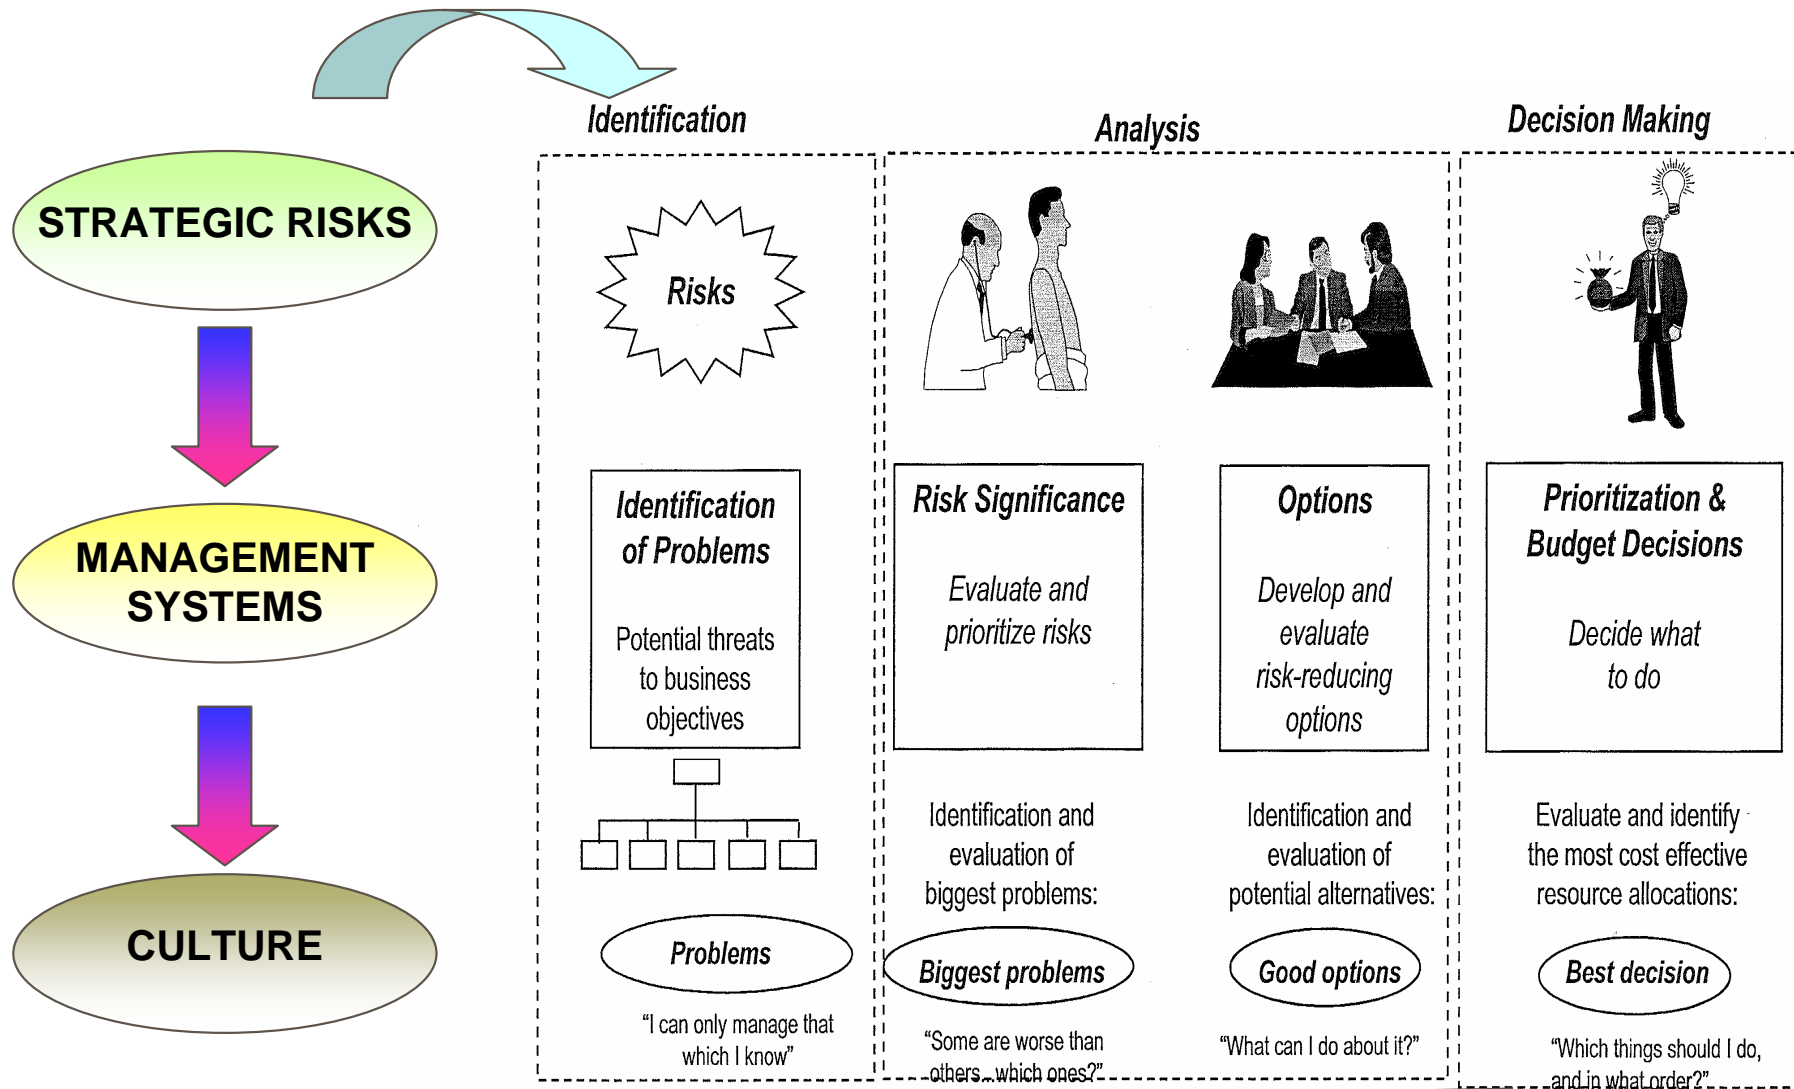 STRATEGIC RISKS
MANAGEMENT
SYSTEMS
CULTURE
Identification
Risks
Identification
of Problems
Potential threats
to business
objectives
Problems
“I can only manage that
which I know”
Analysis
Risk Significance
Evaluate and
prioritize risks
Identification and
evaluation of
biggest problems:
Biggest problems
“Some are worse than
others...which ones?”
Options
Develop and
evaluate
risk-reducing
options
Identification and
evaluation of
potential alternatives:
Good options
“What can I do about it?”
Decision Making
Prioritization &
Budget Decisions
Decide what
to do
Evaluate and identify
the most cost effective
resource allocations:
Best decision
“Which things should I do,
and in what order?”